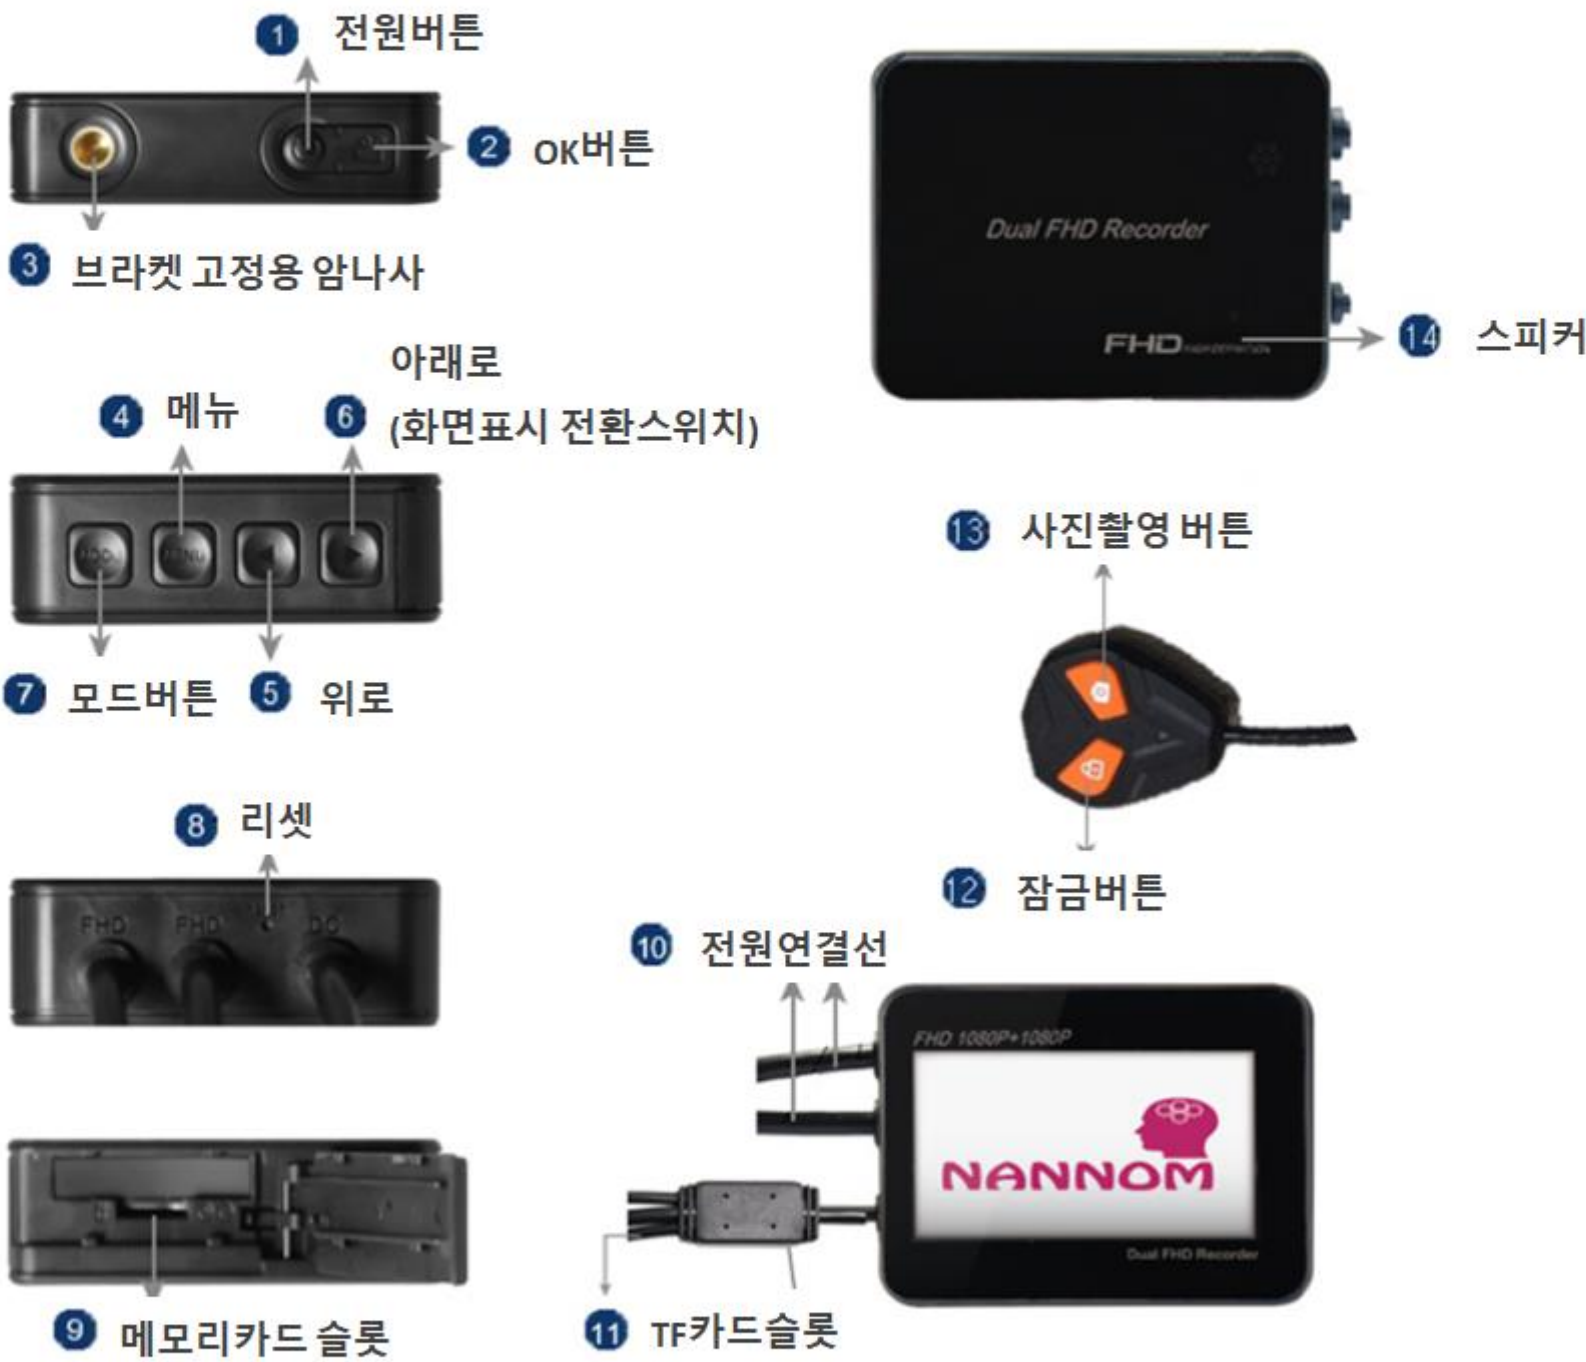 1 전원버튼
2 OK버튼
3 브라켓 고정용 암나사
Dual FHD Recorder
FHD
14 스피커
4 메뉴
6 아래로
(화면표시 전환스위치)
MENU
7 모드버튼
5 위로
13 사진촬영 버튼
12 잠금버튼
8 리셋
FHD FHD DC
9 메모리카드 슬롯
10 전원연결선
FHD 1080P+1080P
NANNOM
Dual FHD Recorder
11 TF카드슬롯